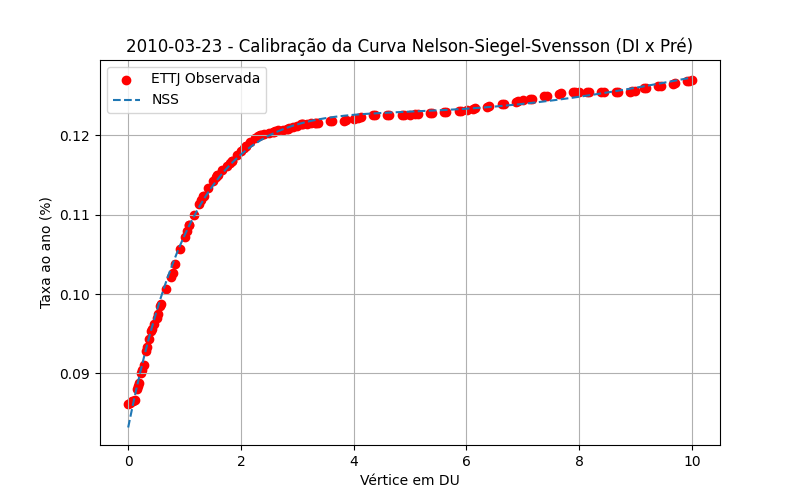 2010-03-23 - Calibração da Curva Nelson-Siegel-Svensson (DI x Pré)
ETTJ Observada
NSS
Taxa ao ano (%)
0.12
0.11
0.10
0.09
0 2 4 6 8 10
Vértice em DU